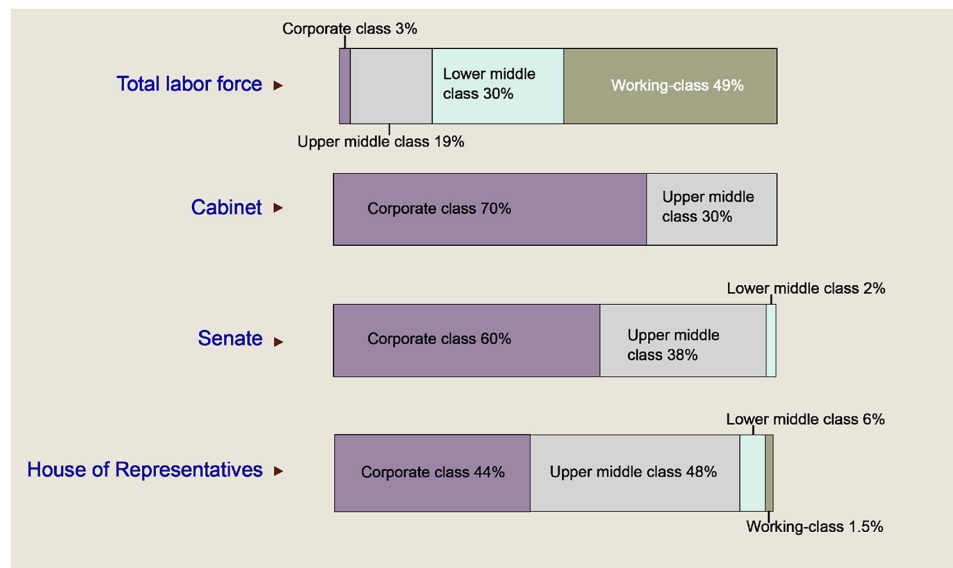 Corporate class 3%
Total labor force
Lower middle
class 30%
Working-class 49%
Upper middle class 19%
Cabinet
Corporate class 70%
Upper middle
class 30%
Lower middle class 2%
Senate
Corporate class 60%
Upper middle
class 38%
Lower middle class 6%
House of Representatives
Corporate class 44%
Upper middle class 48%
Working-class 1.5%